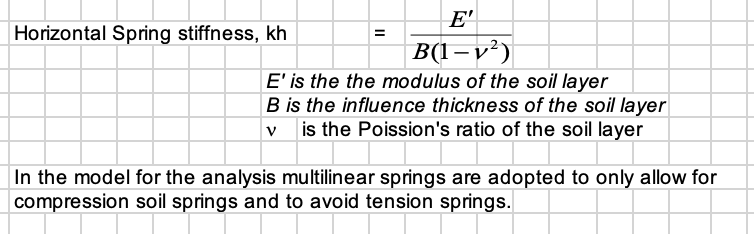 Horizontal Spring stiffness, kh = E′ / B(1−ν²)
E' is the the modulus of the soil layer
B is the influence thickness of the soil layer
ν is the Poission's ratio of the soil layer
In the model for the analysis multilinear springs are adopted to only allow for
compression soil springs and to avoid tension springs.